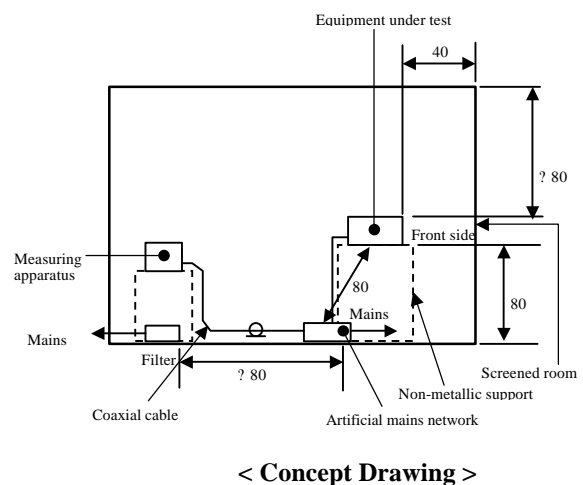 Equipment under test
40
? 80
Front side
Measuring
apparatus
80
80
Mains
Mains
Filter
? 80
Screened room
Non-metallic support
Coaxial cable
Artificial mains network
< Concept Drawing >